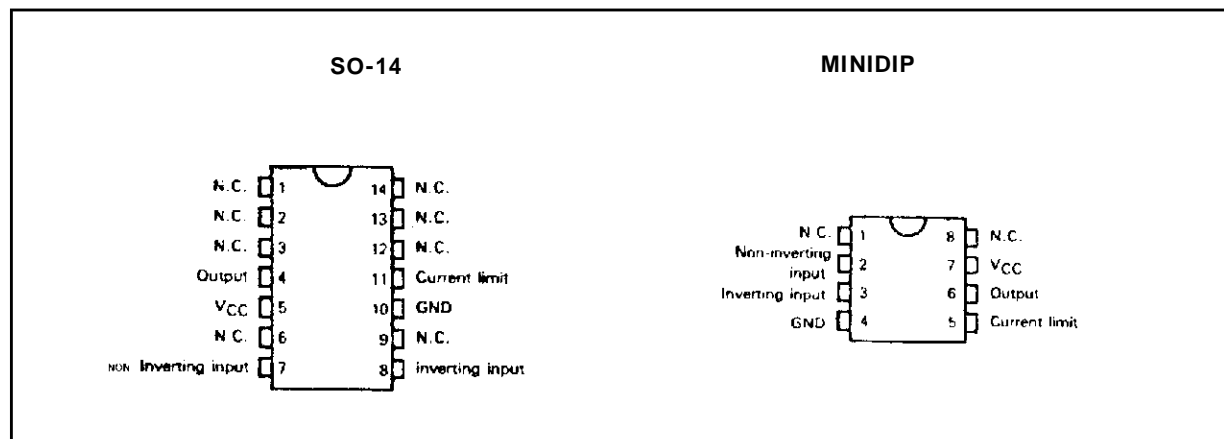 SO-14
MINIDIP
N.C. 1 14 N.C.
N.C. 2 13 N.C.
N.C. 3 12 N.C.
Output 4 11 Current limit
VCC 5 10 GND
N.C. 6 9 N.C.
NON Inverting input 7 8 inverting input
N.C. 1 8 N.C.
Non-inverting
input 2 7 VCC
Inverting input 3 6 Output
GND 4 5 Current limit